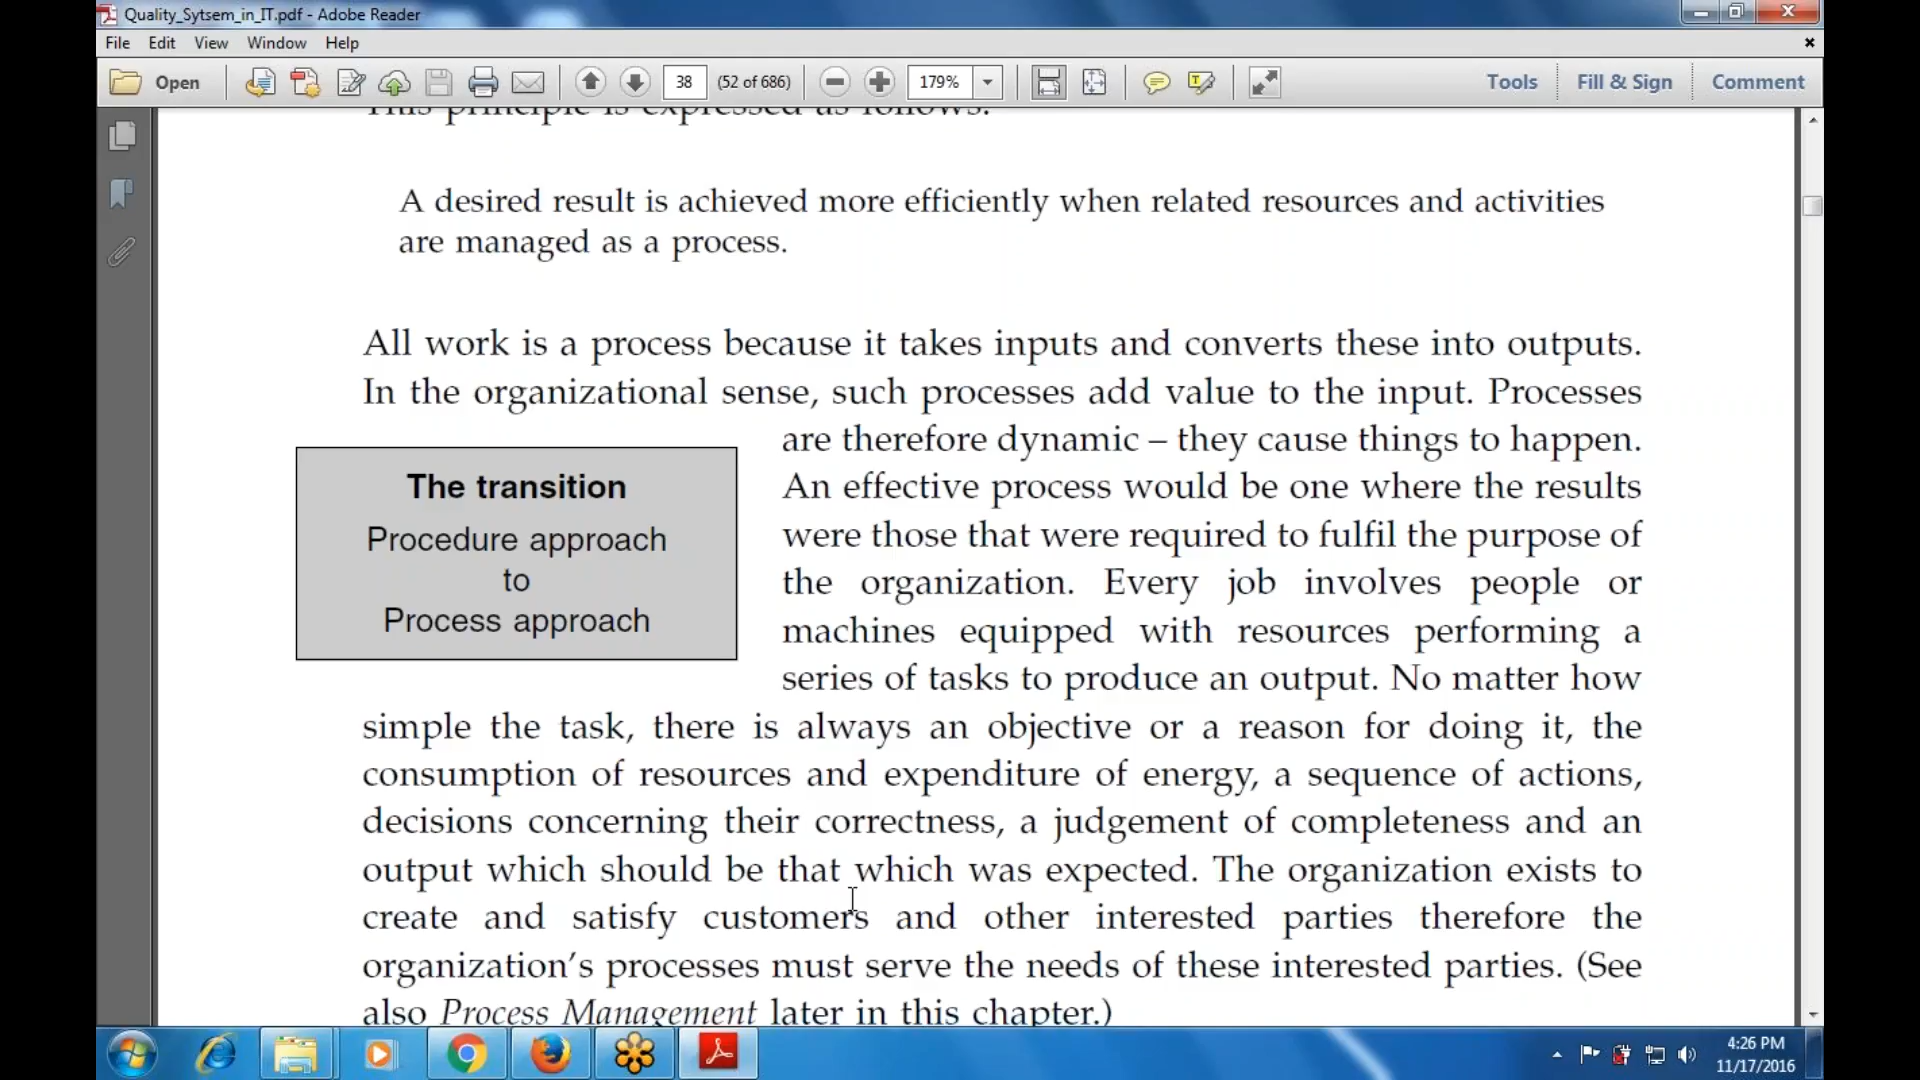 Quality_Sytsem_in_IT.pdf - Adobe Reader
File Edit View Window Help
Open 38 (52 of 686) 179% Tools Fill & Sign Comment
This principle is expressed as follows:
A desired result is achieved more efficiently when related resources and activities
are managed as a process.
All work is a process because it takes inputs and converts these into outputs.
In the organizational sense, such processes add value to the input. Processes
are therefore dynamic – they cause things to happen.
An effective process would be one where the results
were those that were required to fulfil the purpose of
the organization. Every job involves people or
machines equipped with resources performing a
series of tasks to produce an output. No matter how
The transition
Procedure approach
to
Process approach
simple the task, there is always an objective or a reason for doing it, the
consumption of resources and expenditure of energy, a sequence of actions,
decisions concerning their correctness, a judgement of completeness and an
output which should be that which was expected. The organization exists to
create and satisfy customers and other interested parties therefore the
organization's processes must serve the needs of these interested parties. (See
also Process Management later in this chapter.)
4:26 PM
11/17/2016